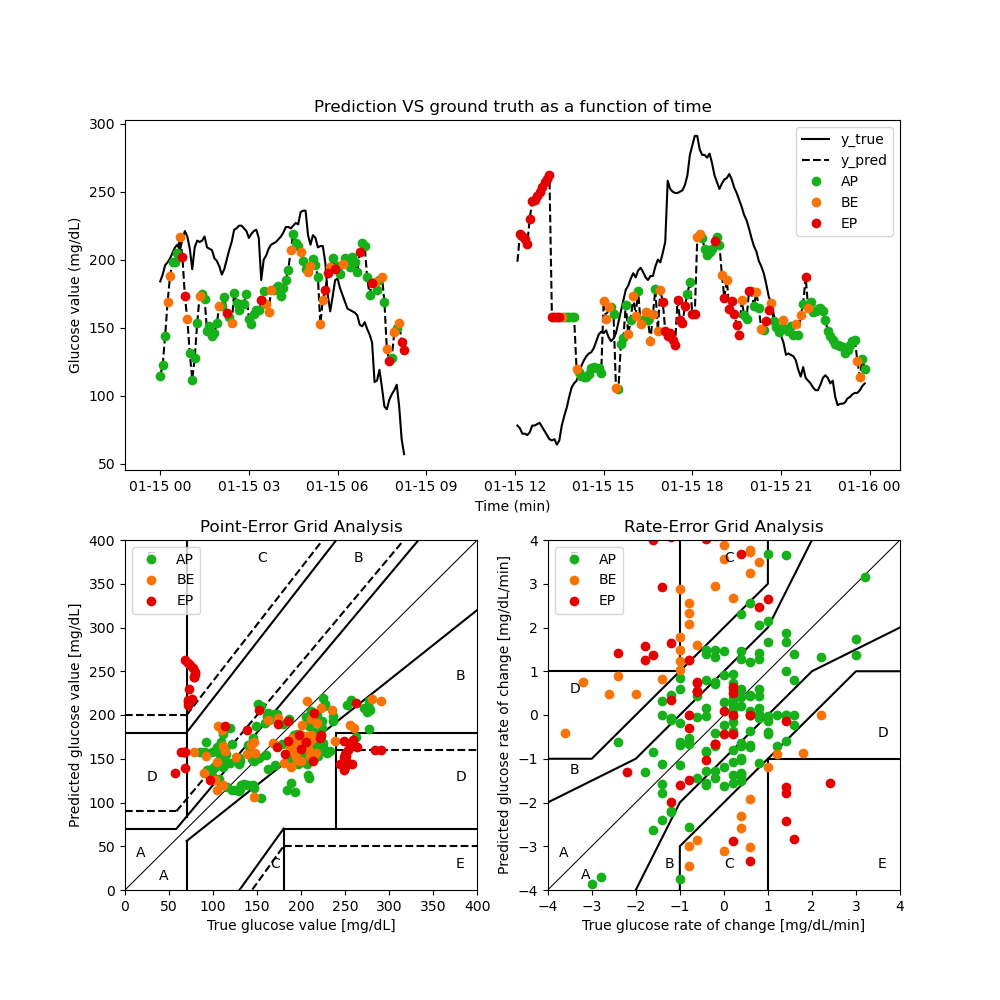 Prediction VS ground truth as a function of time
300
250
200
150
100
50
Glucose value (mg/dL)
y_true
y_pred
AP
BE
EP
01-15 00 01-15 03 01-15 06 01-15 09 01-15 12 01-15 15 01-15 18 01-15 21 01-16 00
Time (min)
Point-Error Grid Analysis
400
350
300
250
200
150
100
50
0
Predicted glucose value [mg/dL]
AP
BE
EP
C
B
B
D
D
A
A
C
E
0 50 100 150 200 250 300 350 400
True glucose value [mg/dL]
Rate-Error Grid Analysis
4
3
2
1
0
−1
−2
−3
−4
Predicted glucose rate of change [mg/dL/min]
AP
BE
EP
C
D
D
B
A
A
B
C
E
−4 −3 −2 −1 0 1 2 3 4
True glucose rate of change [mg/dL/min]